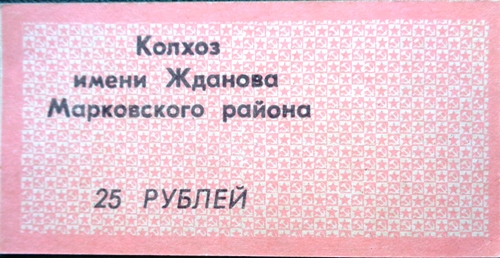 Колхоз
имени Жданова
Марковского района
25 РУБЛЕЙ